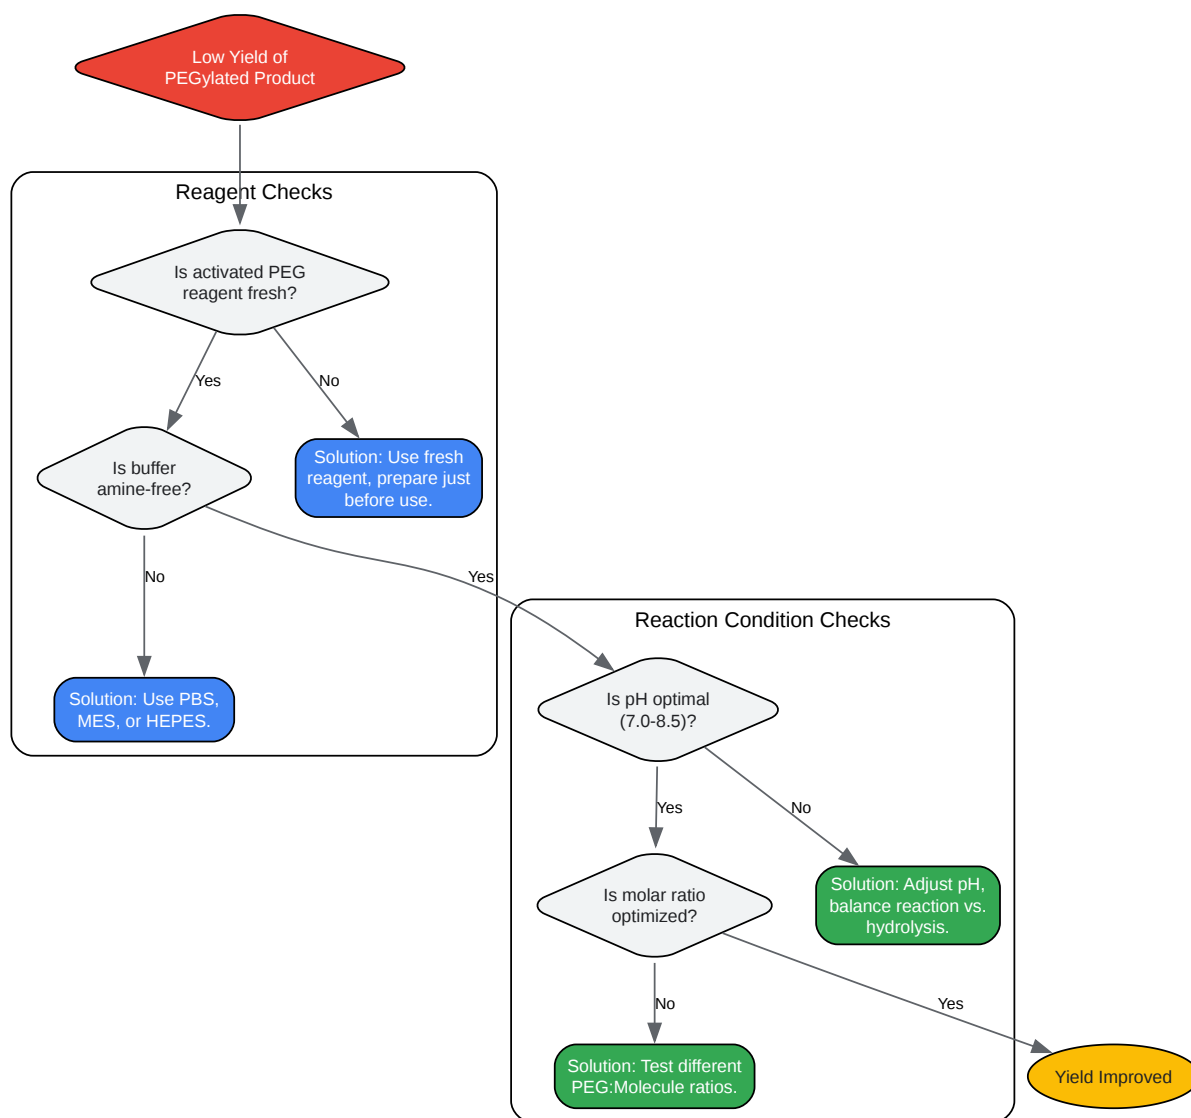 Low Yield of
PEGylated Product
Reagent Checks
Is activated PEG
reagent fresh?
Yes
No
Is buffer
amine-free?
Solution: Use fresh
reagent, prepare just
before use.
No
Yes
Solution: Use PBS,
MES, or HEPES.
Reaction Condition Checks
Is pH optimal
(7.0-8.5)?
Yes
No
Is molar ratio
optimized?
Solution: Adjust pH,
balance reaction vs.
hydrolysis.
No
Yes
Solution: Test different
PEG:Molecule ratios.
Yield Improved